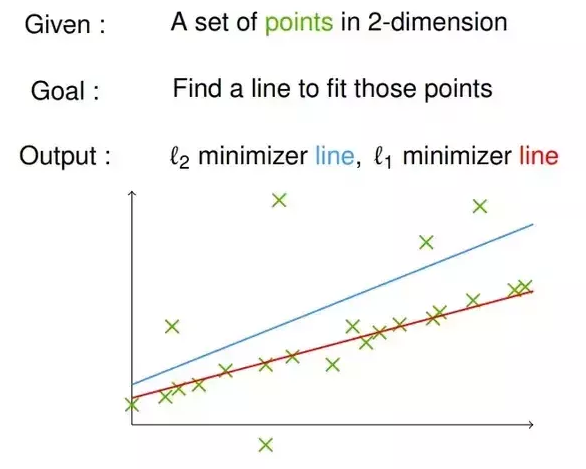 Given : A set of points in 2-dimension
Goal : Find a line to fit those points
Output : ℓ₂ minimizer line, ℓ₁ minimizer line